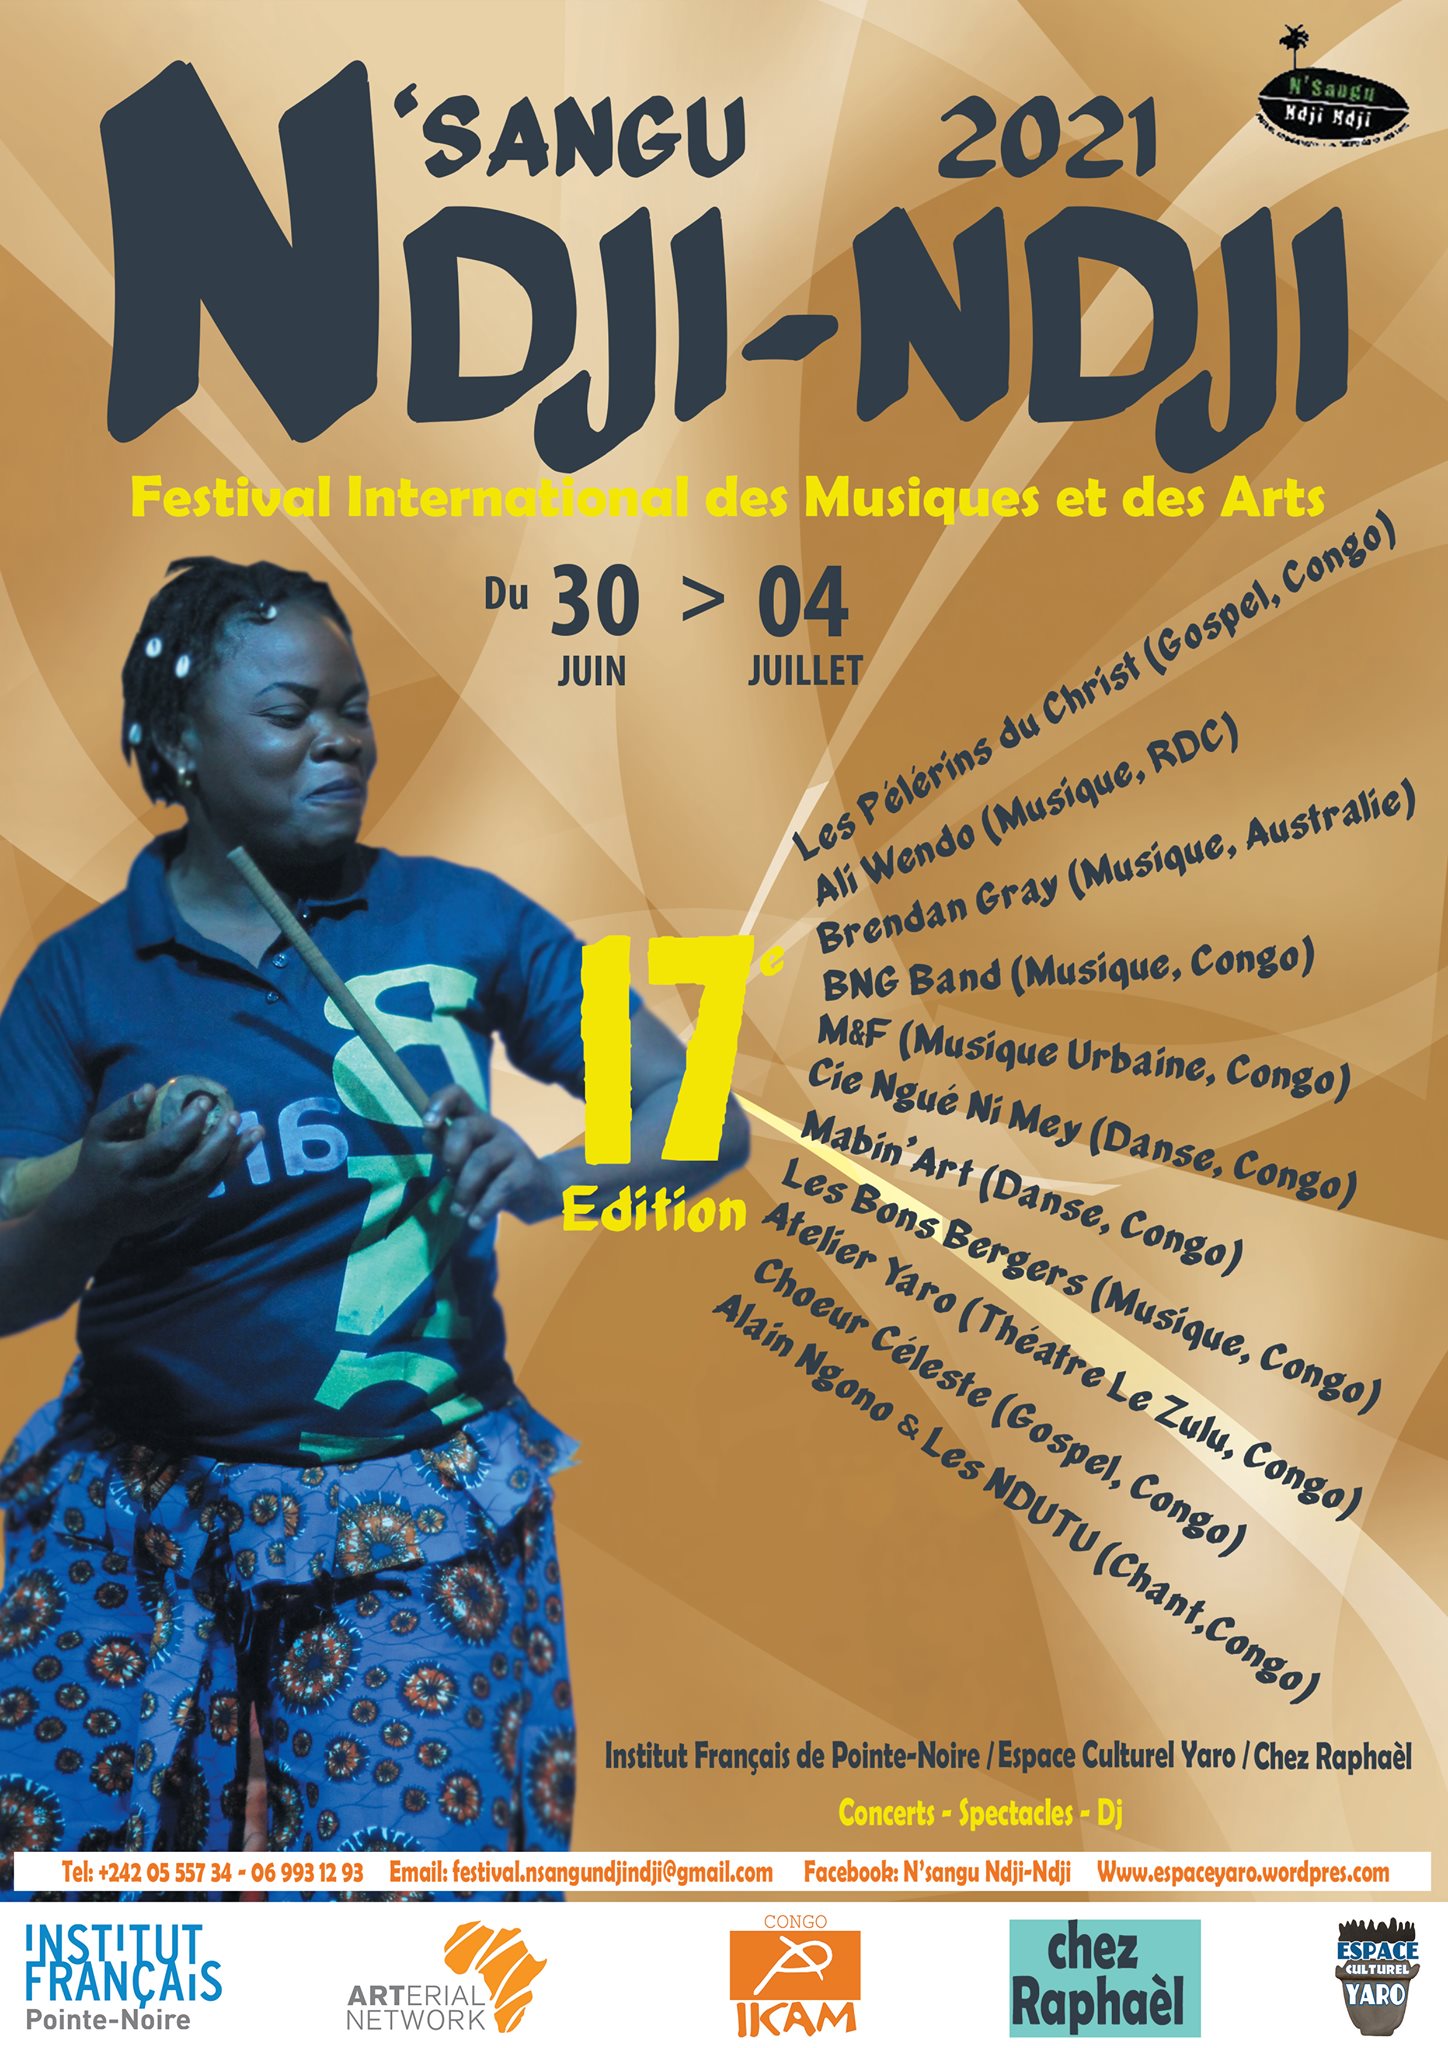 N'SANGU 2021
NDJI-NDJI
N'Sangu
Ndji Ndji
Festival International des Musiques et des Arts
Du 30 > 04
JUIN JUILLET
Les Pélérins du Christ (Gospel, Congo)
Ali Wendo (Musique, RDC)
Brendan Gray (Musique, Australie)
BNG Band (Musique, Congo)
M&F (Musique Urbaine, Congo)
Cie Ngué Ni Mey (Danse, Congo)
Mabin'Art (Danse, Congo)
Les Bons Bergers (Musique, Congo)
Atelier Yaro (Théatre Le Zulu, Congo)
Choeur Céleste (Gospel, Congo)
Alain Ngono & Les NDUTU (Chant,Congo)
17e
Edition
Institut Français de Pointe-Noire / Espace Culturel Yaro / Chez Raphaèl
Concerts - Spectacles - Dj
Tel: +242 05 557 34 - 06 993 12 93 Email: festival.nsangundjindji@gmail.com Facebook: N'sangu Ndji-Ndji Www.espaceyaro.wordpres.com
INSTITUT
FRANÇAIS
Pointe-Noire
ARTERIAL
NETWORK
CONGO
IKAM
chez
Raphaèl
ESPACE
CULTUREL
YARO